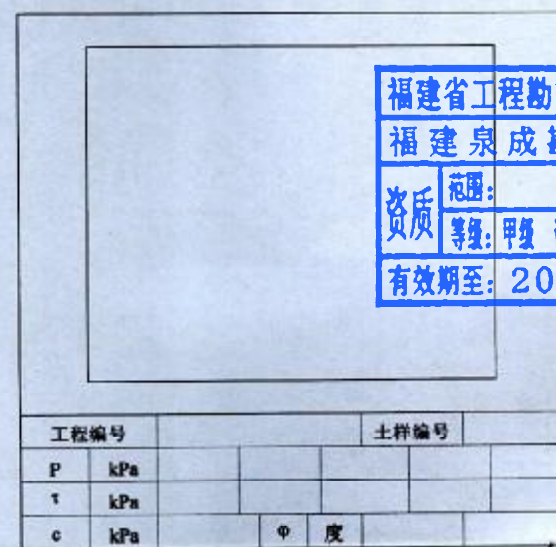 福建省工程勘
福建泉成
资质
范围:
等级: 甲级
有效期至: 20
工程编号 土样编号
P kPa
τ kPa
c kPa φ 度